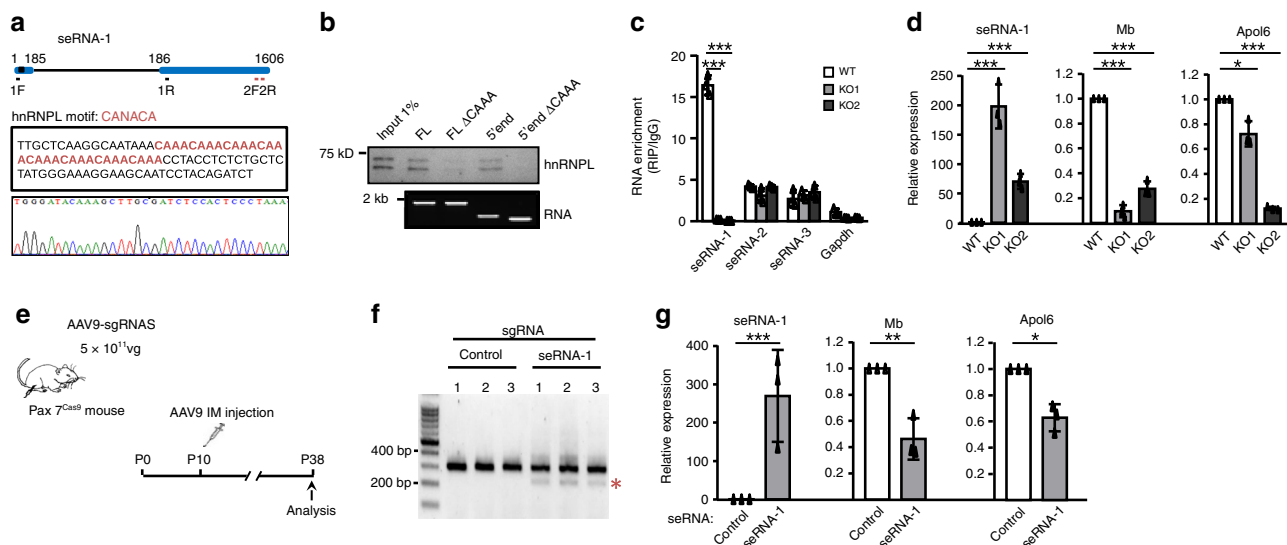 a
seRNA-1
1 185 186 1606
1F 1R 2F2R
hnRNPL motif: CANACA
TTGCTCAAGGCAATAAACAAACAAACAAACAA
ACAAACAAACAAACAAACCTACCTCTCTGCTC
TATGGGAAAGGAAGCAATCCTACAGATCT
TGGGATACAAAGCTTGCGATCTCCACTCCCTAAA
b
Input 1% FL FL ΔCAAA 5'end 5'end ΔCAAA
75 kD
hnRNPL
2 kb
RNA
c
RNA enrichment
(RIP/IgG)
20
15
10
5
0
***
***
WT
KO1
KO2
seRNA-1 seRNA-2 seRNA-3 Gapdh
d
seRNA-1
***
***
Relative expression
250
200
150
100
50
0
WT KO1 KO2
Mb
***
***
1.2
1.0
0.8
0.6
0.4
0.2
WT KO1 KO2
Apol6
***
*
1.2
1.0
0.8
0.6
0.4
0.2
WT KO1 KO2
e
AAV9-sgRNAS
5 × 10¹¹vg
Pax 7ᶜᵃˢ⁹ mouse
AAV9 IM injection
P0 P10 P38
Analysis
f
sgRNA
Control seRNA-1
1 2 3 1 2 3
400 bp
200 bp
*
g
seRNA-1
***
Relative expression
400
300
200
100
0
seRNA: Control seRNA-1
Mb
**
1.2
1.0
0.8
0.6
0.4
0.2
Control seRNA-1
Apol6
*
1.2
1.0
0.8
0.6
0.4
0.2
Control seRNA-1